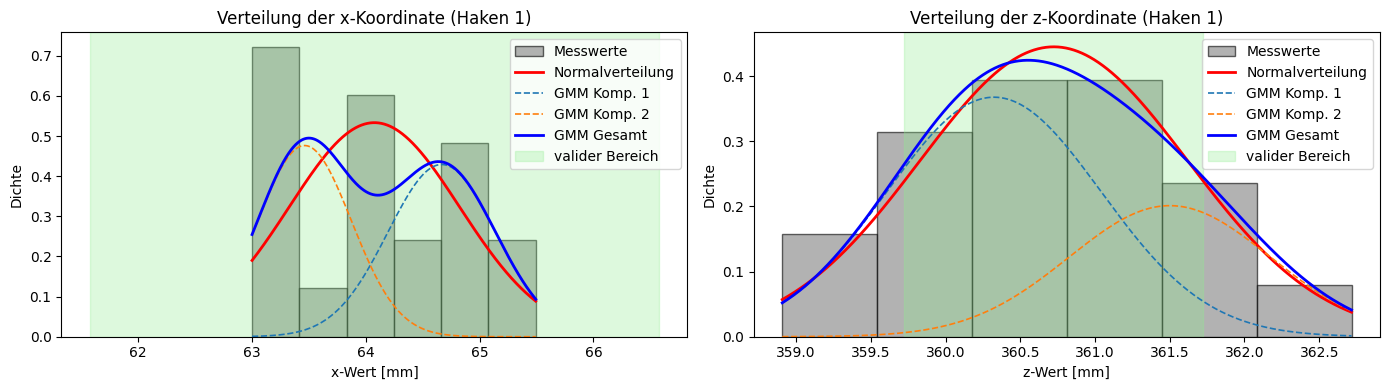 Verteilung der x-Koordinate (Haken 1)
Dichte
0.7
0.6
0.5
0.4
0.3
0.2
0.1
0.0
Messwerte
Normalverteilung
GMM Komp. 1
GMM Komp. 2
GMM Gesamt
valider Bereich
62 63 64 65 66
x-Wert [mm]
Verteilung der z-Koordinate (Haken 1)
Dichte
0.4
0.3
0.2
0.1
0.0
Messwerte
Normalverteilung
GMM Komp. 1
GMM Komp. 2
GMM Gesamt
valider Bereich
359.0 359.5 360.0 360.5 361.0 361.5 362.0 362.5
z-Wert [mm]